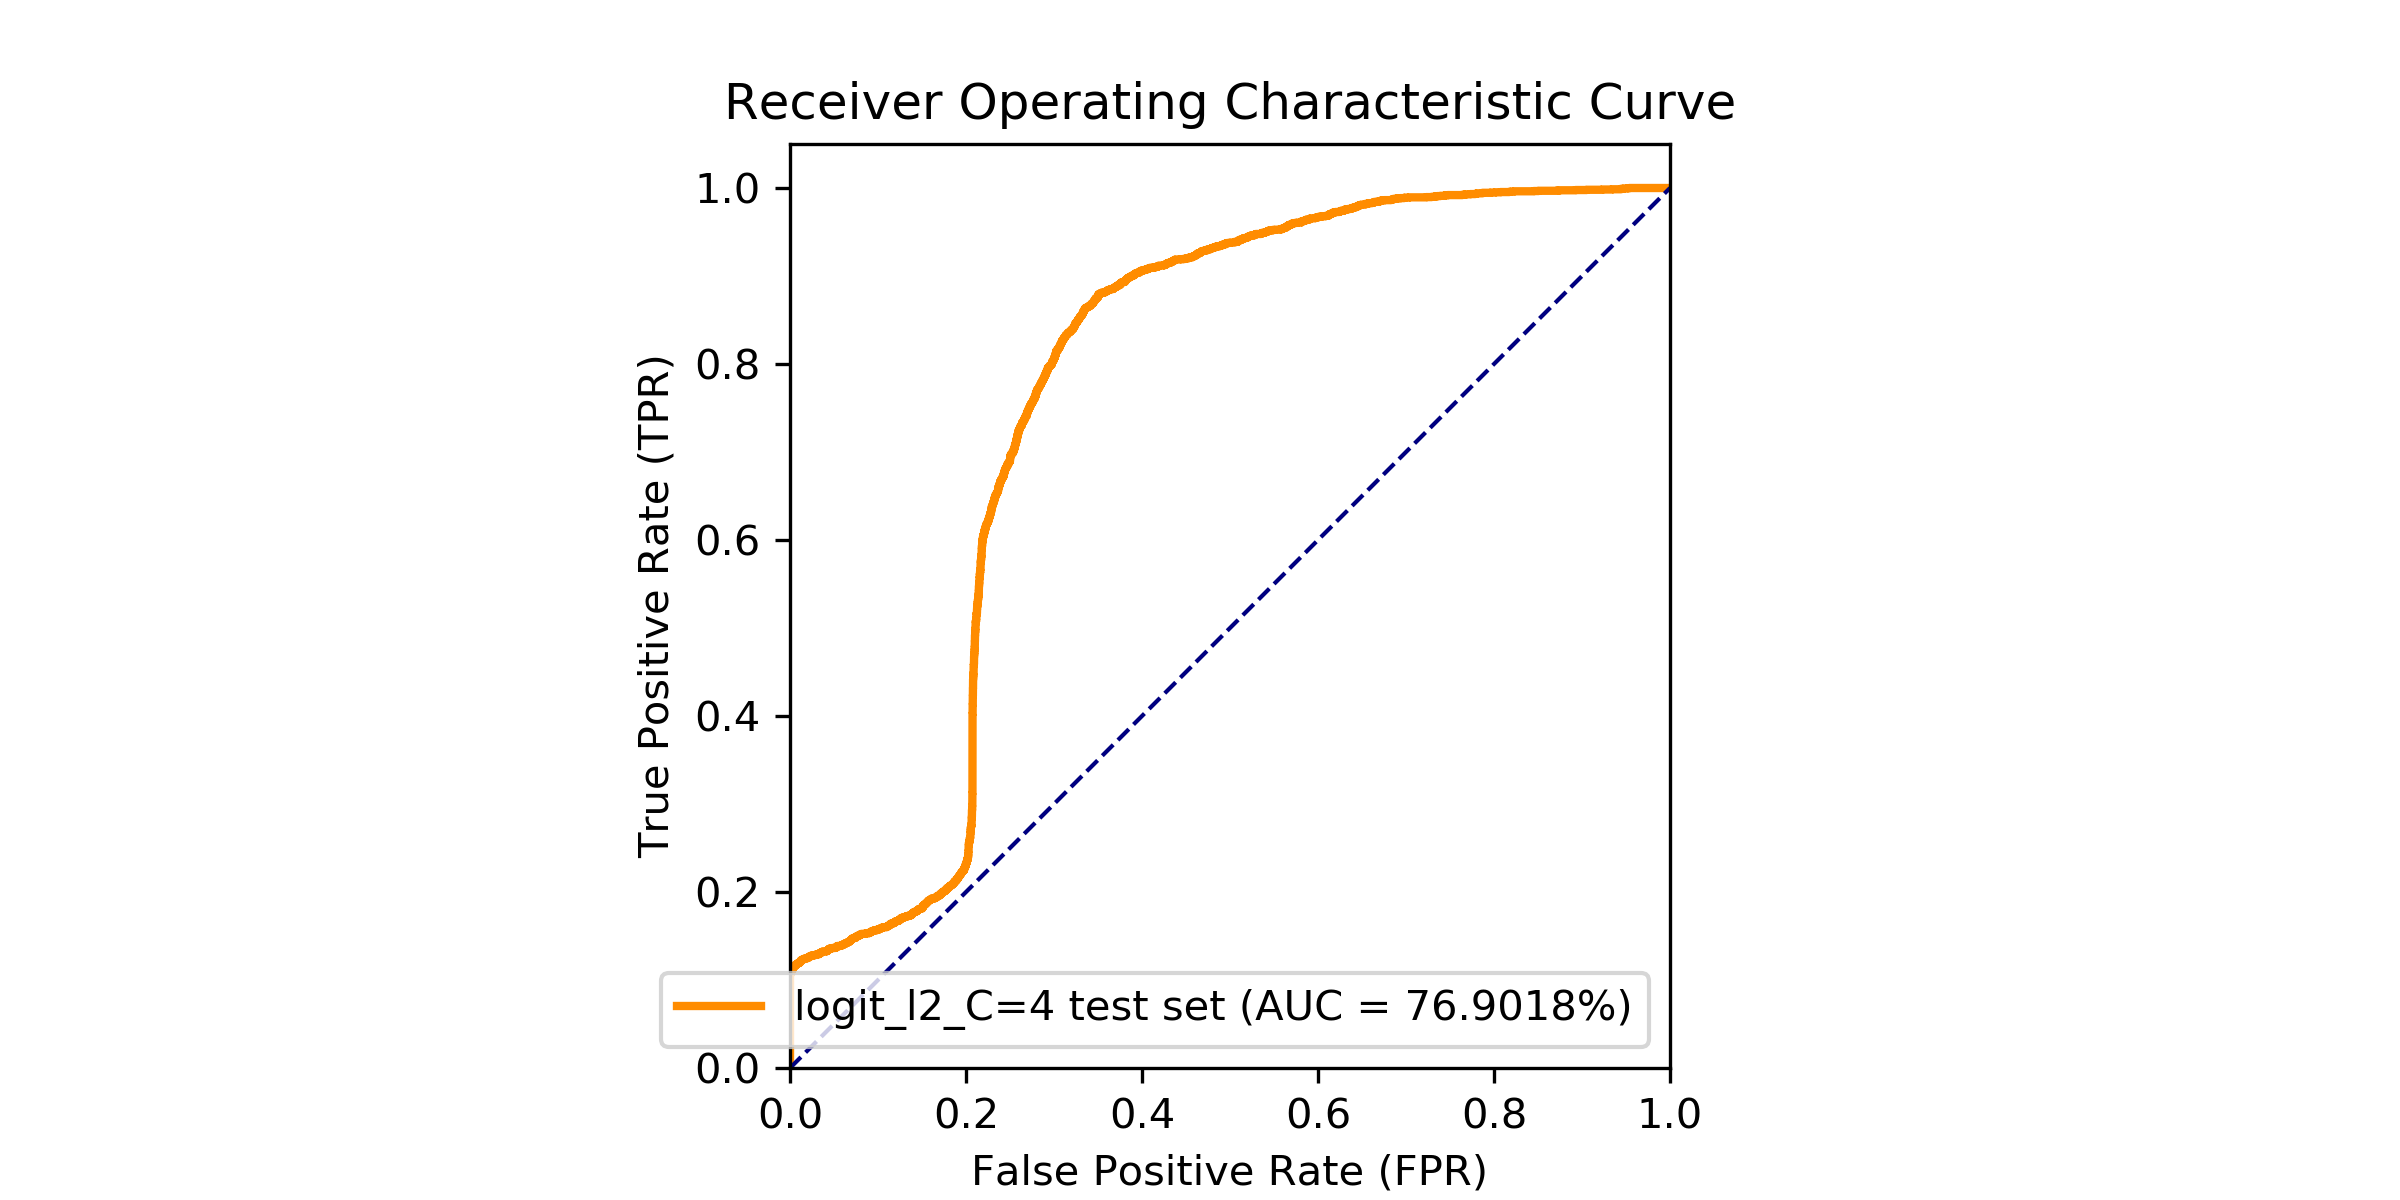 Receiver Operating Characteristic Curve
1.0
0.8
0.6
0.4
0.2
0.0
True Positive Rate (TPR)
logit_l2_C=4 test set (AUC = 76.9018%)
0.0 0.2 0.4 0.6 0.8 1.0
False Positive Rate (FPR)